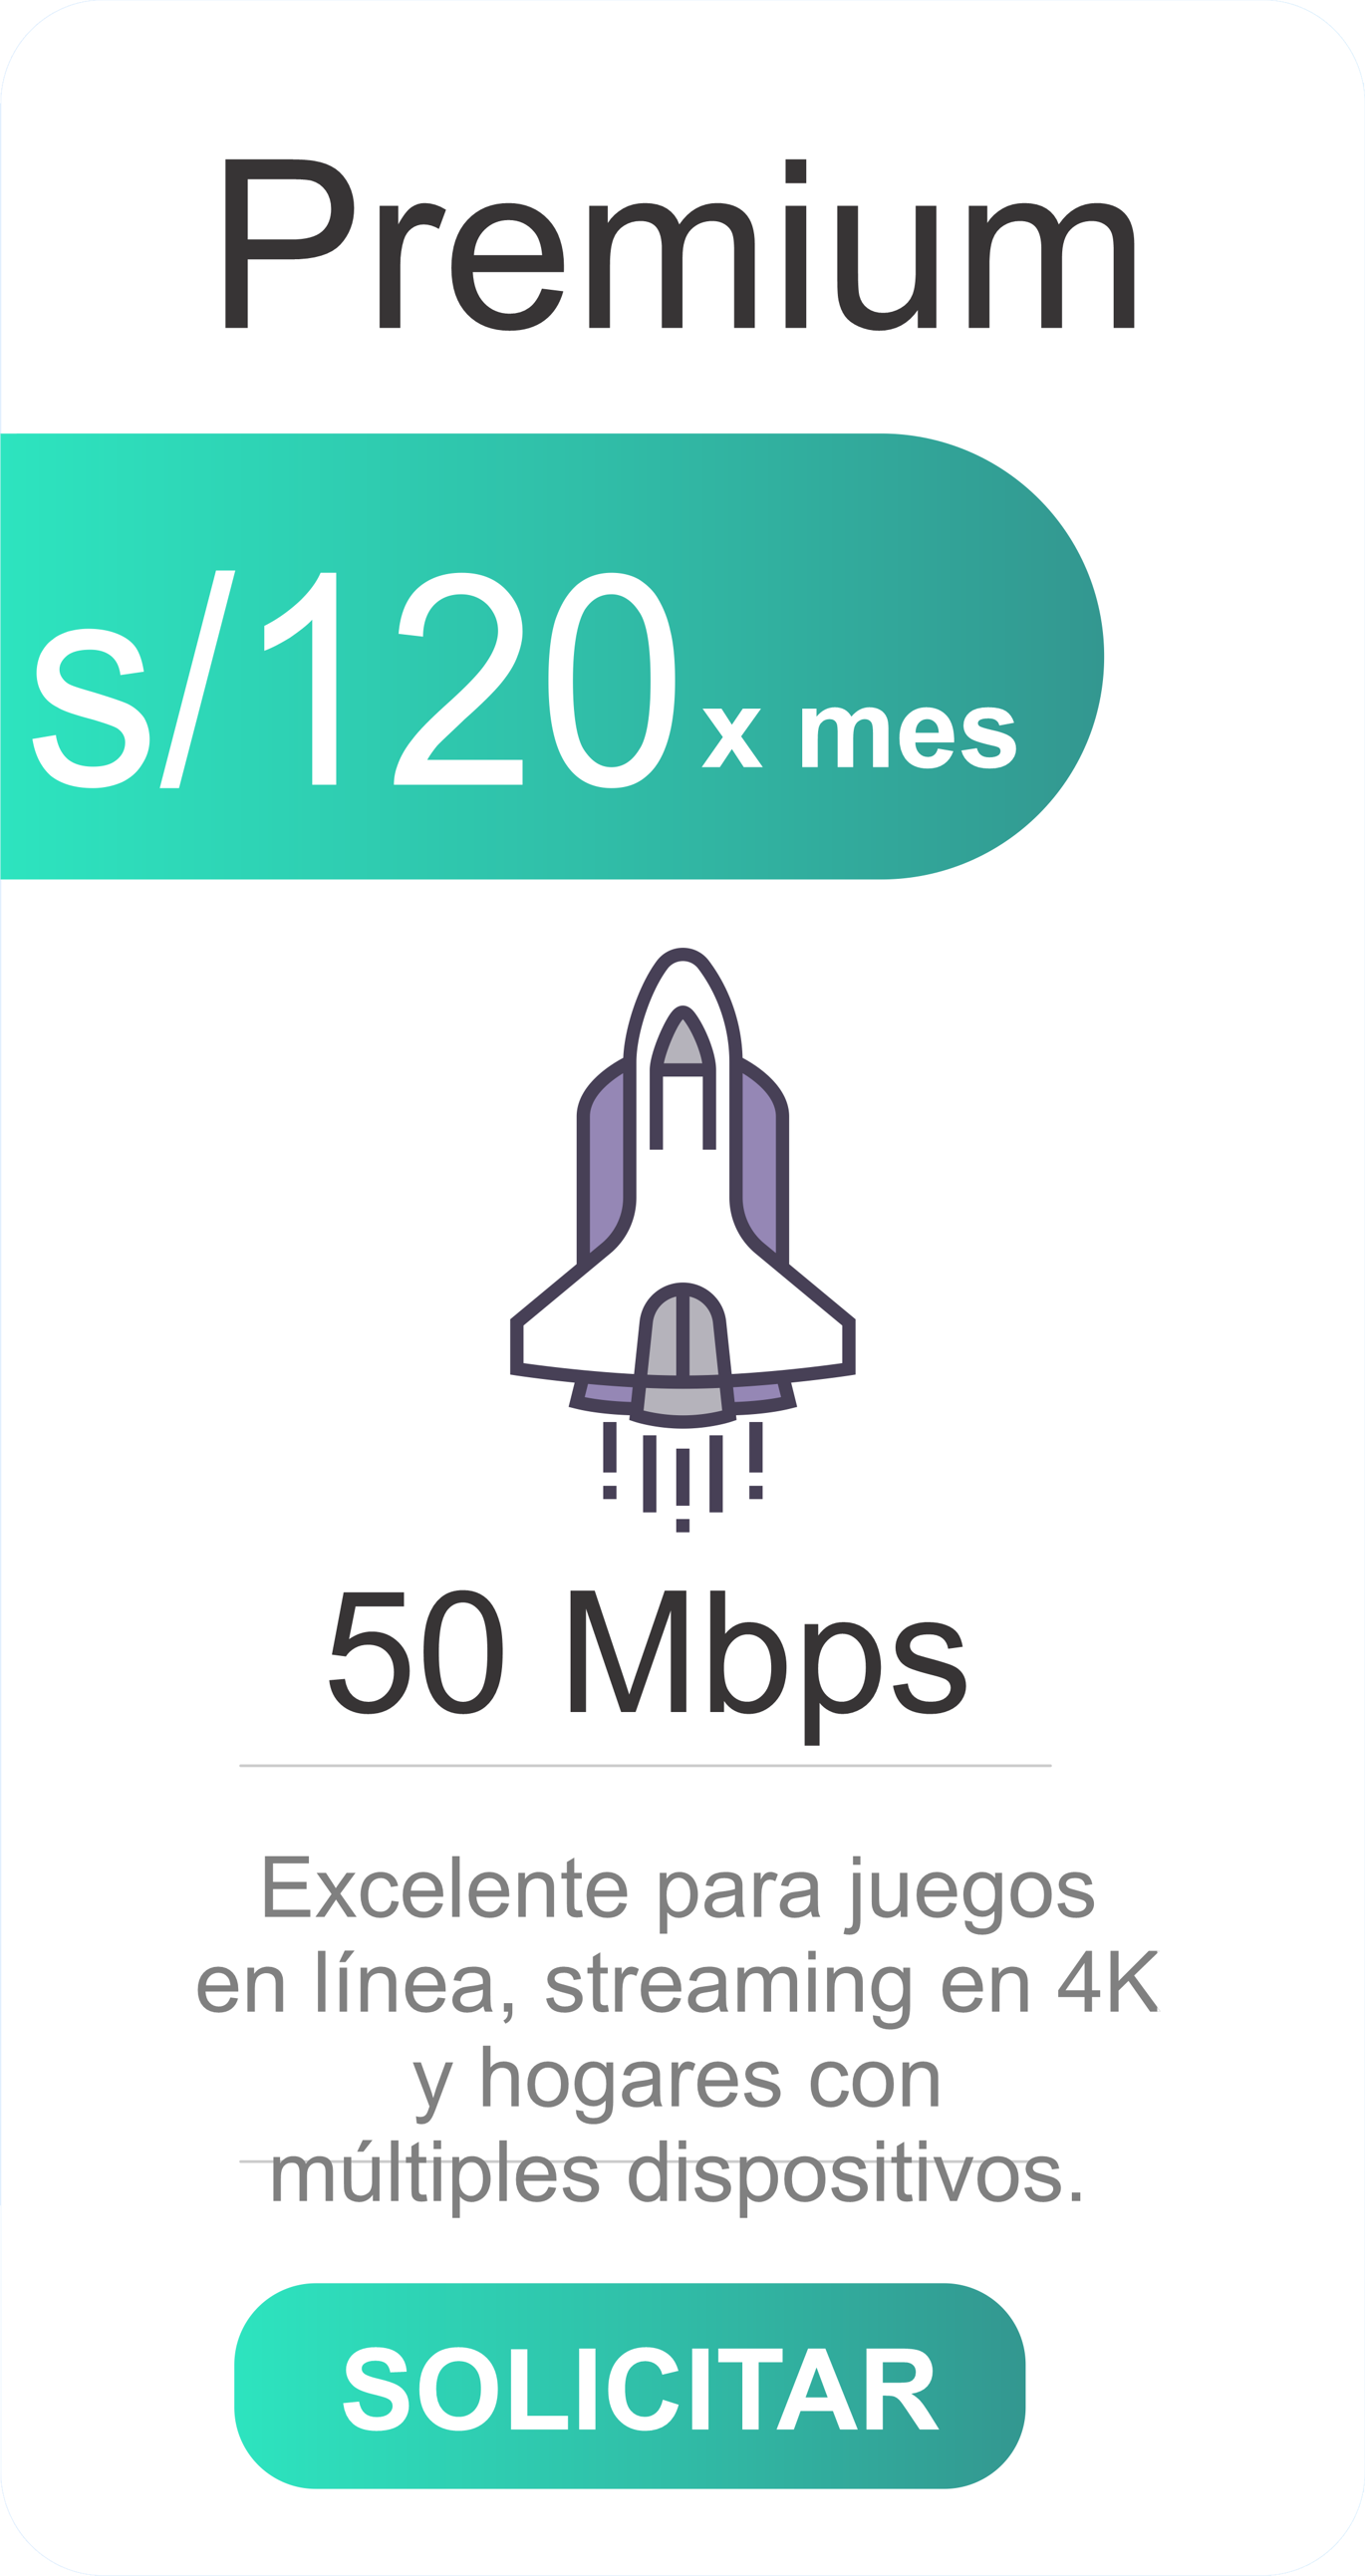 Premium
s/120 x mes
50 Mbps
Excelente para juegos
en línea, streaming en 4K
y hogares con
múltiples dispositivos.
SOLICITAR